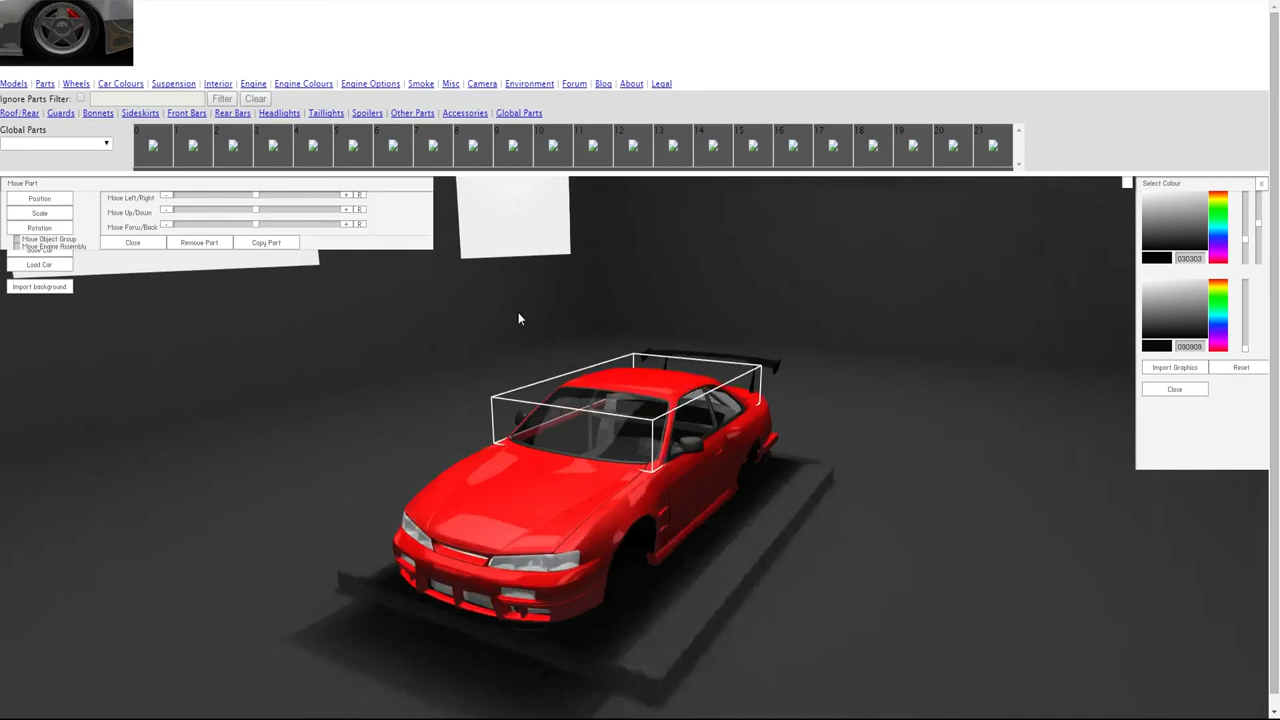 Models | Parts | Wheels | Car Colours | Suspension | Interior | Engine | Engine Colours | Engine Options | Smoke | Misc | Camera | Environment | Forum | Blog | About | Legal
Ignore Parts Filter: Filter Clear
Roof/Rear | Guards | Bonnets | Sideskirts | Front Bars | Rear Bars | Headlights | Taillights | Spoilers | Other Parts | Accessories | Global Parts
Global Parts
0 1 2 3 4 5 6 7 8 9 10 11 12 13 14 15 16 17 18 19 20 21
Move Part
Position
Scale
Rotation
Move Object Group
Move Engine Assembly
Load Car
Import background
Move Left/Right - + R
Move Up/Down - + R
Move Forw/Back - + R
Close Remove Part Copy Part
Select Colour X
030303
090909
Import Graphics Reset
Close